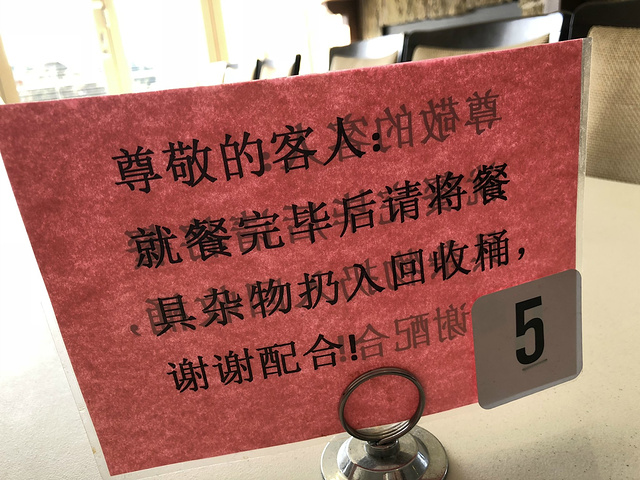 尊敬的客人:
就餐完毕后请将餐
具杂物扔入回收桶,
谢谢配合!
5